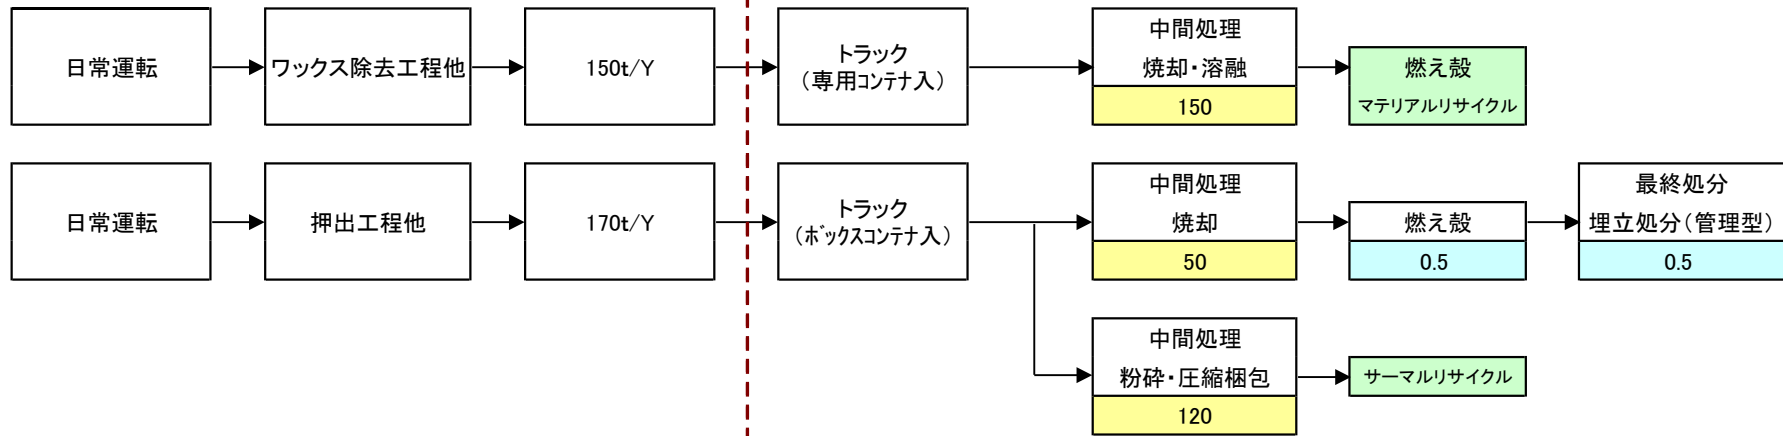 日常運転
ワックス除去工程他
150t/Y
トラック
（専用ｺﾝﾃﾅ入）
中間処理
焼却・溶融
150
燃え殻
マテリアルリサイクル
日常運転
押出工程他
170t/Y
トラック
（ﾎﾞｯｸｽｺﾝﾃﾅ入）
中間処理
焼却
50
燃え殻
0.5
最終処分
埋立処分（管理型）
0.5
中間処理
粉砕・圧縮梱包
120
サーマルリサイクル